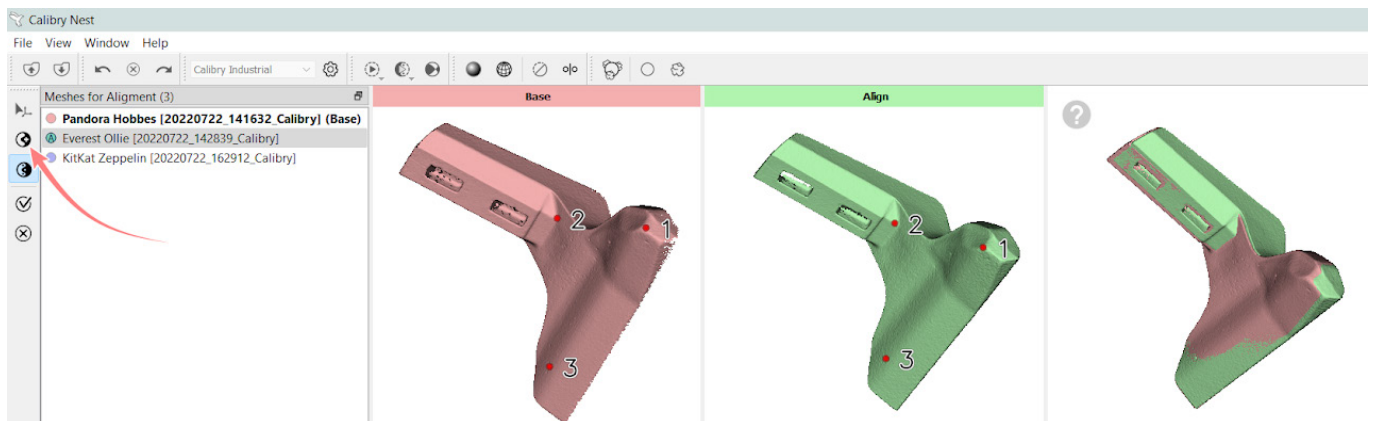 Calibry Nest
File View Window Help
Calibry Industrial
Meshes for Aligment (3)
Pandora Hobbes [20220722_141632_Calibry] (Base)
Everest Ollie [20220722_142839_Calibry]
KitKat Zeppelin [20220722_162912_Calibry]
Base
2
1
3
Align
2
1
3
?